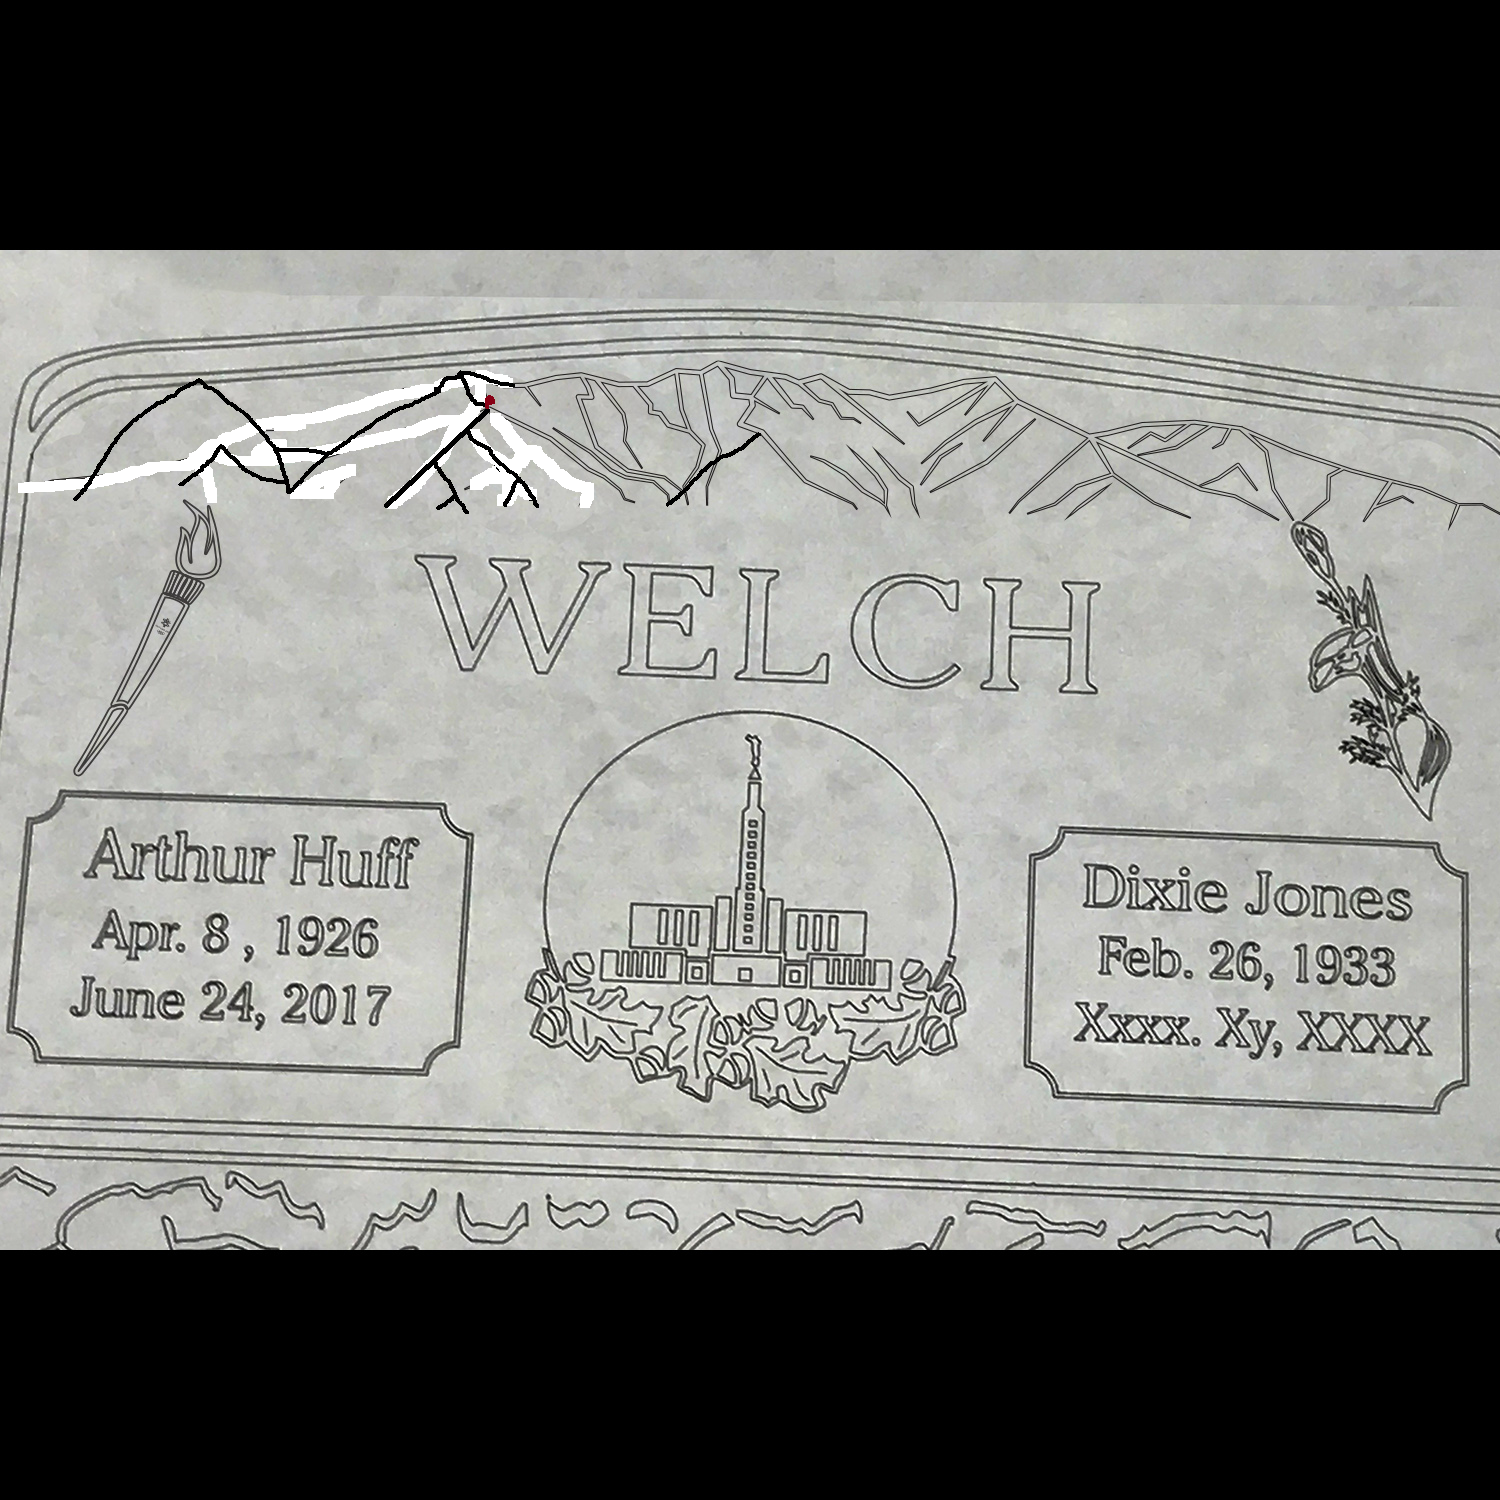 WELCH
Arthur Huff
Apr. 8 , 1926
June 24, 2017
Dixie Jones
Feb. 26, 1933
Xxxx. Xy, XXXX